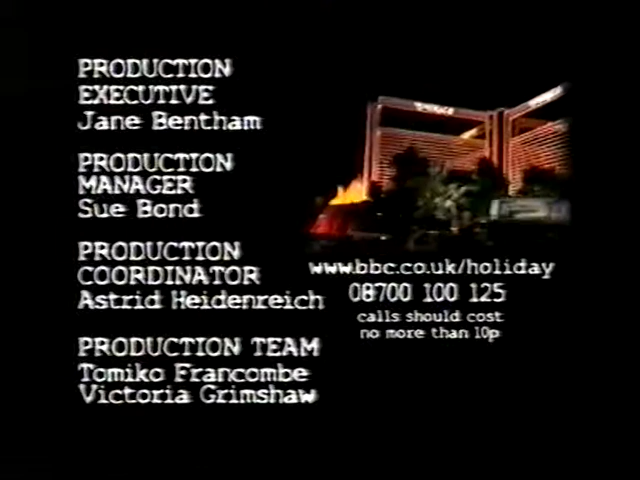 PRODUCTION
EXECUTIVE
Jane Bentham
PRODUCTION
MANAGER
Sue Bond
PRODUCTION
COORDINATOR
Astrid Heidenreich
PRODUCTION TEAM
Tomiko Francombe
Victoria Grimshaw
www.bbc.co.uk/holiday
08700 100 125
calls should cost
no more than 10p